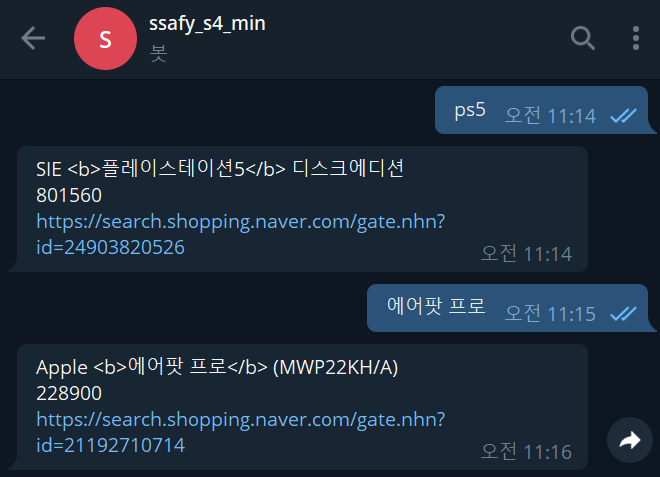 S
ssafy_s4_min
봇
ps5 오전 11:14
SIE <b>플레이스테이션5</b> 디스크에디션
801560
https://search.shopping.naver.com/gate.nhn?
id=24903820526
오전 11:14
에어팟 프로 오전 11:15
Apple <b>에어팟 프로</b> (MWP22KH/A)
228900
https://search.shopping.naver.com/gate.nhn?
id=21192710714
오전 11:16